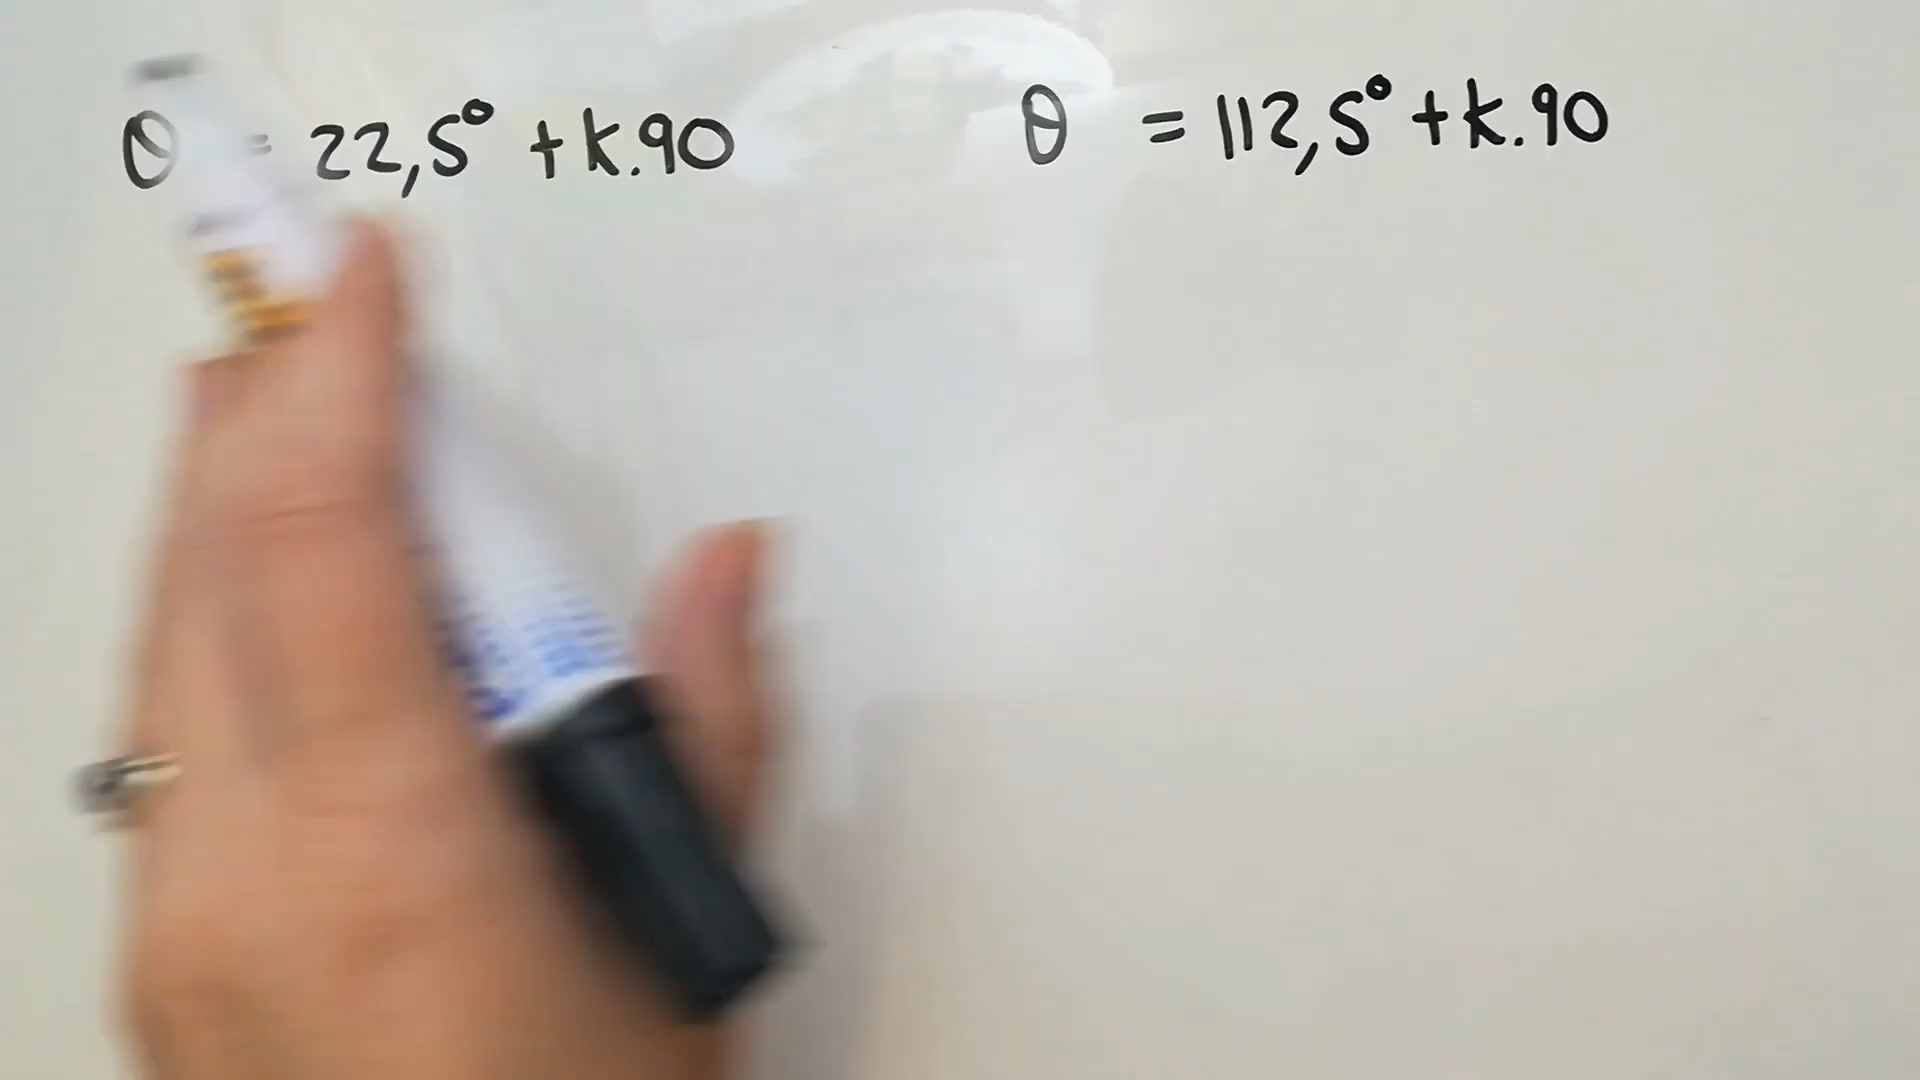 θ = 22,5° + k.90
θ = 112,5° + k.90